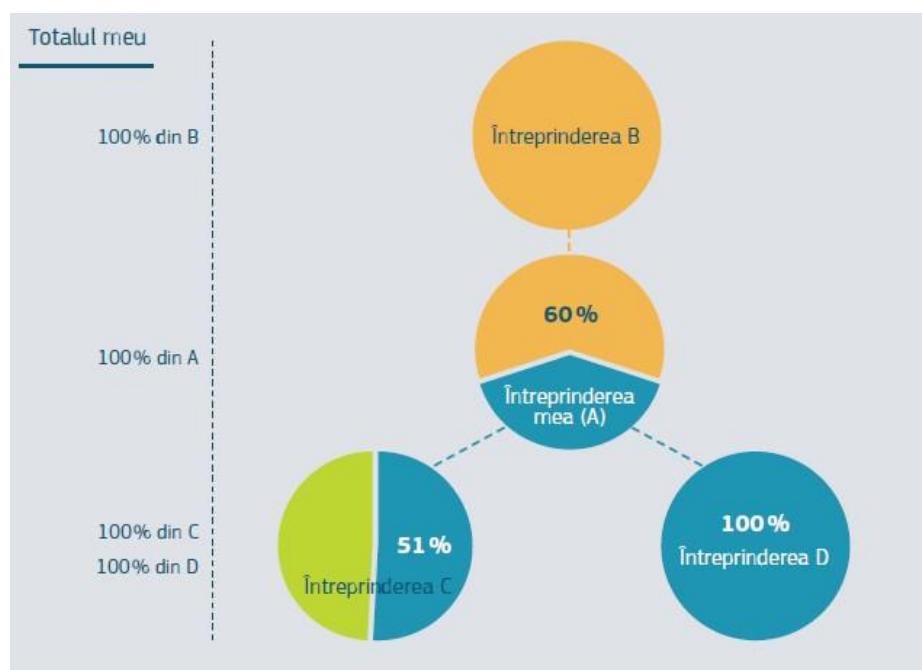 Totalul meu
100% din B
Întreprinderea B
60%
100% din A
Întreprinderea
mea (A)
100% din C
100% din D
51%
Întreprinderea C
100%
Întreprinderea D